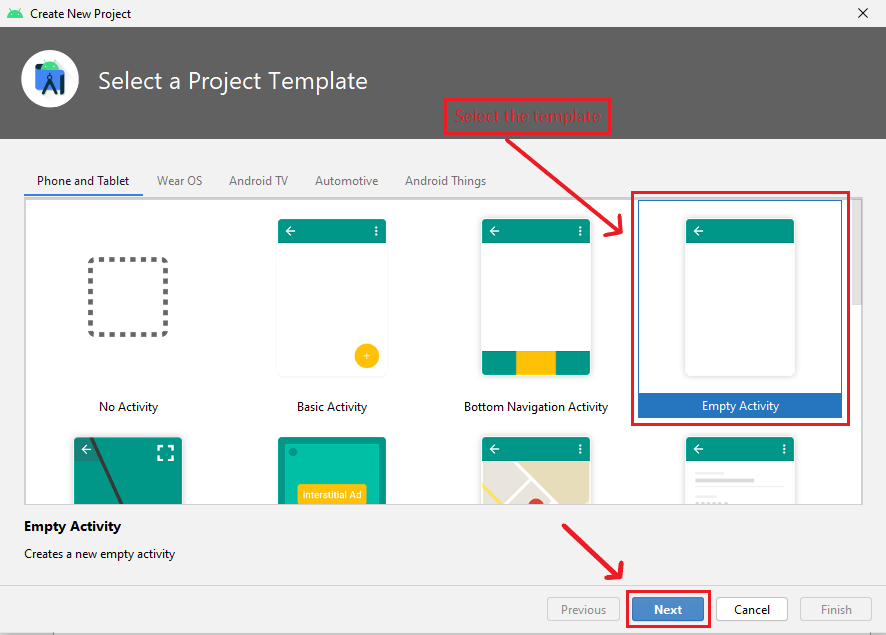 Create New Project
Select a Project Template
Select the template
Phone and Tablet
Wear OS
Android TV
Automotive
Android Things
No Activity
Basic Activity
Bottom Navigation Activity
Empty Activity
Interstitial Ad
Empty Activity
Creates a new empty activity
Previous
Next
Cancel
Finish